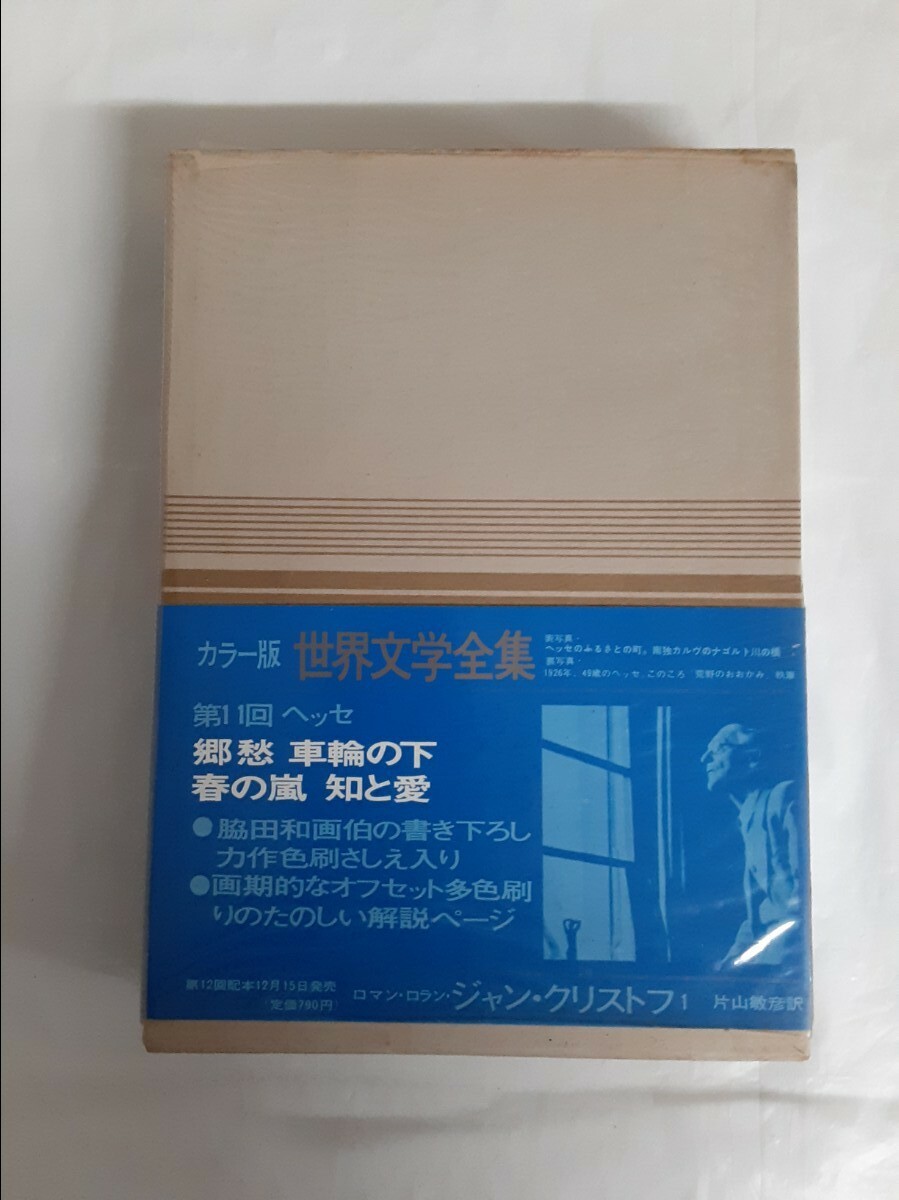 カラー版 世界文学全集
表写真・
ヘッセのふるさとの町。南独カルヴのナゴルト川の橋
裏写真・
1926年、49歳のヘッセ。このころ「荒野のおおかみ」執筆
第11回 ヘッセ
郷愁 車輪の下
春の嵐 知と愛
●脇田和画伯の書き下ろし
力作色刷さしえ入り
●画期的なオフセット多色刷
りのたのしい解説ページ
第12回配本12月15日発売
(定価790円)
ロマン・ロラン・ジャン・クリストフ1 片山敏彦訳